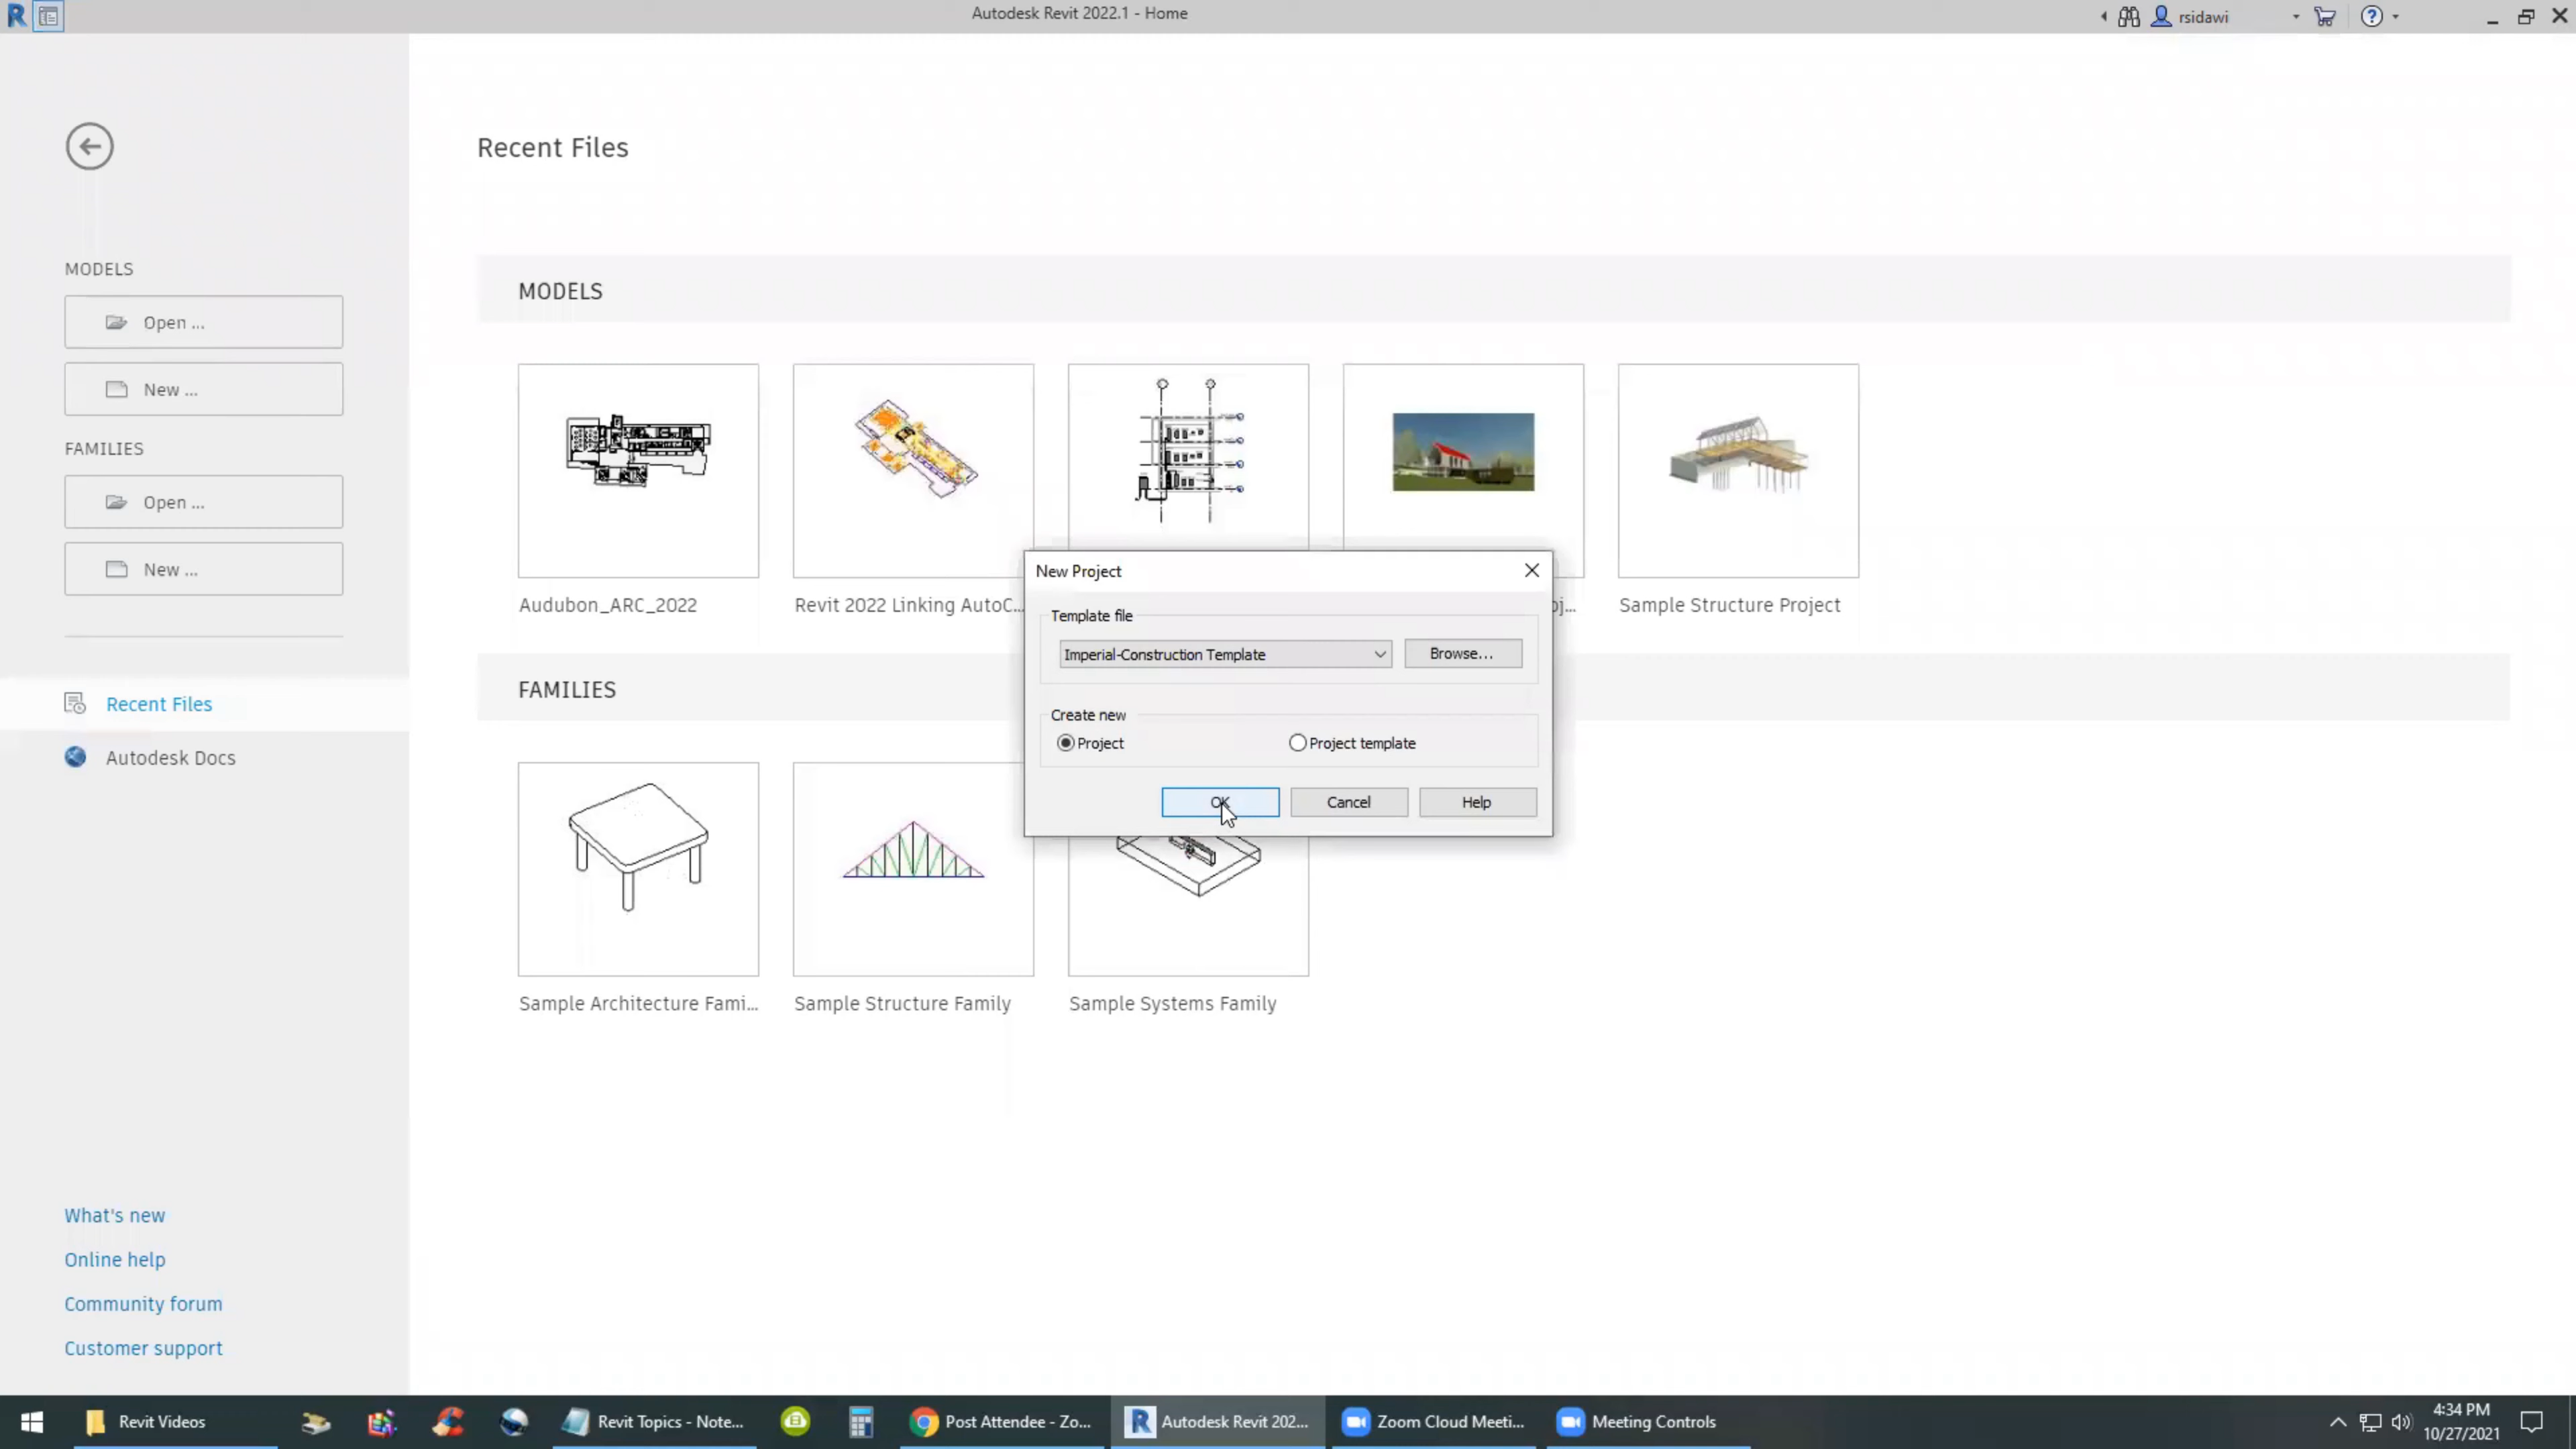 Autodesk Revit 2022.1 - Home
rsidawi
Recent Files
MODELS
Open ...
New ...
FAMILIES
Open ...
New ...
Recent Files
Autodesk Docs
What's new
Online help
Community forum
Customer support
MODELS
Audubon_ARC_2022
Revit 2022 Linking AutoC...
oj...
Sample Structure Project
FAMILIES
Sample Architecture Fami...
Sample Structure Family
Sample Systems Family
New Project
Template file
Imperial-Construction Template
Browse...
Create new
Project
Project template
OK
Cancel
Help
Revit Videos
Revit Topics - Note...
Post Attendee - Zo...
Autodesk Revit 202...
Zoom Cloud Meeti...
Meeting Controls
4:34 PM
10/27/2021